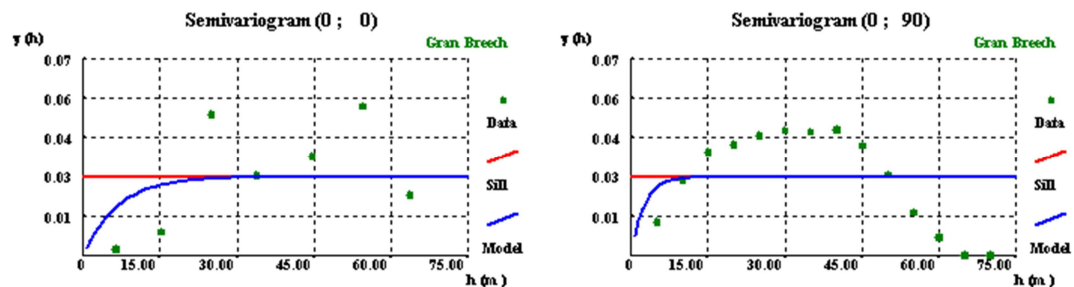 Semivariogram (0 ; 0)
γ (h)
Gran Breech
0.07
0.06
0.04
0.03
0.01
0 15.00 30.00 45.00 60.00 75.00
h (m)
Data
Sill
Model
Semivariogram (0 ; 90)
γ (h)
Gran Breech
0.07
0.06
0.04
0.03
0.01
0 15.00 30.00 45.00 60.00 75.00
h (m)
Data
Sill
Model